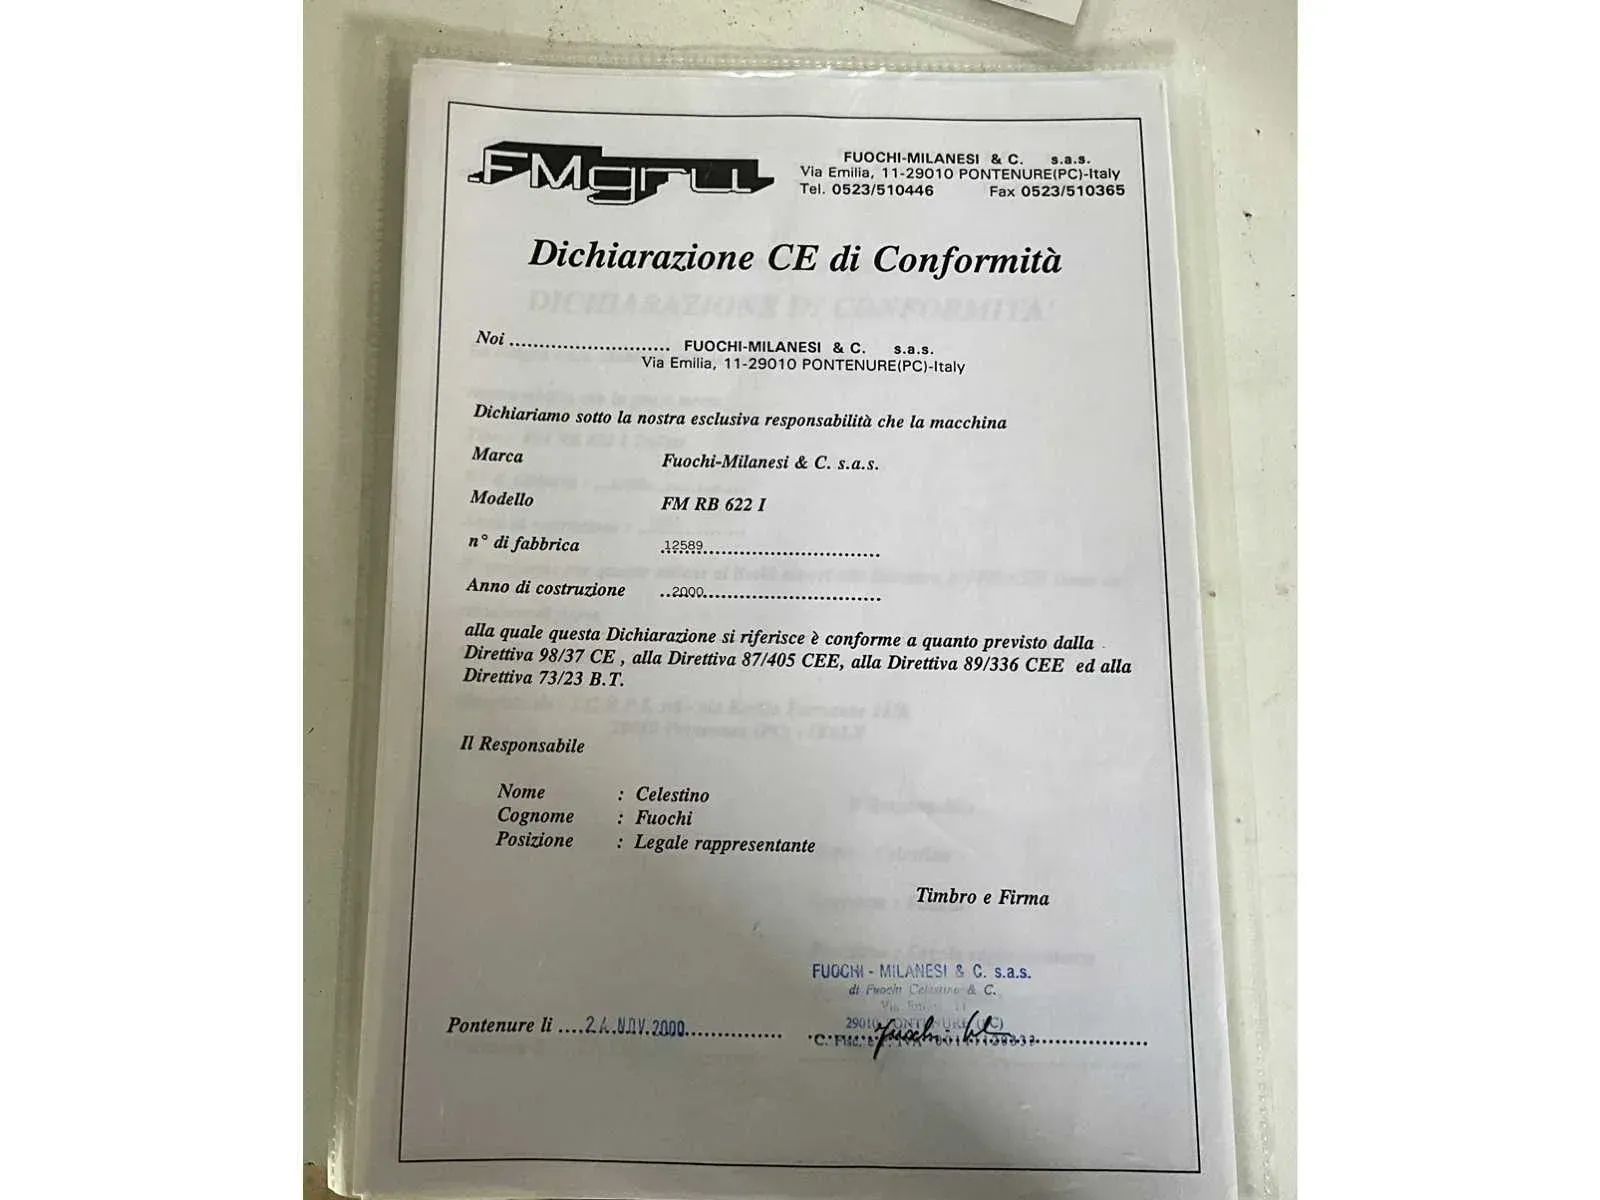 FMgru
FUOCHI-MILANESI & C. s.a.s.
Via Emilia, 11-29010 PONTENURE(PC)-Italy
Tel. 0523/510446 Fax 0523/510365
Dichiarazione CE di Conformità
Noi .......................... FUOCHI-MILANESI & C. s.a.s.
Via Emilia, 11-29010 PONTENURE(PC)-Italy
Dichiariamo sotto la nostra esclusiva responsabilità che la macchina
Marca Fuochi-Milanesi & C. s.a.s.
Modello FM RB 622 I
n° di fabbrica .12589..............................
Anno di costruzione ..2000..............................
alla quale questa Dichiarazione si riferisce è conforme a quanto previsto dalla
Direttiva 98/37 CE , alla Direttiva 87/405 CEE, alla Direttiva 89/336 CEE ed alla
Direttiva 73/23 B.T.
Il Responsabile
Nome : Celestino
Cognome : Fuochi
Posizione : Legale rappresentante
Timbro e Firma
FUOCHI - MILANESI & C. s.a.s.
di Fuochi Celestino & C.
29010 PONTENURE (PC)
Pontenure li ....24 NOV. 2000................